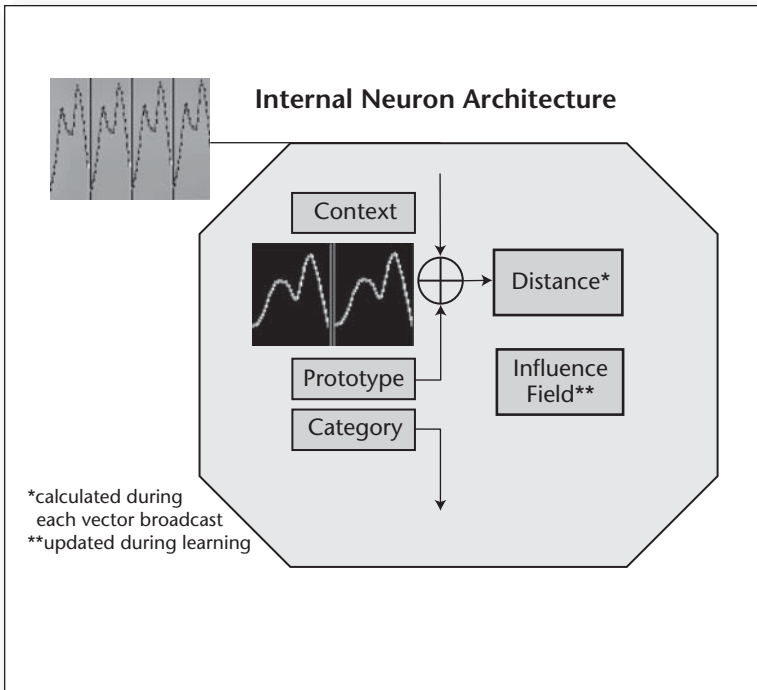 Internal Neuron Architecture
Context
Distance*
Prototype
Influence
Field**
Category
*calculated during
each vector broadcast
**updated during learning